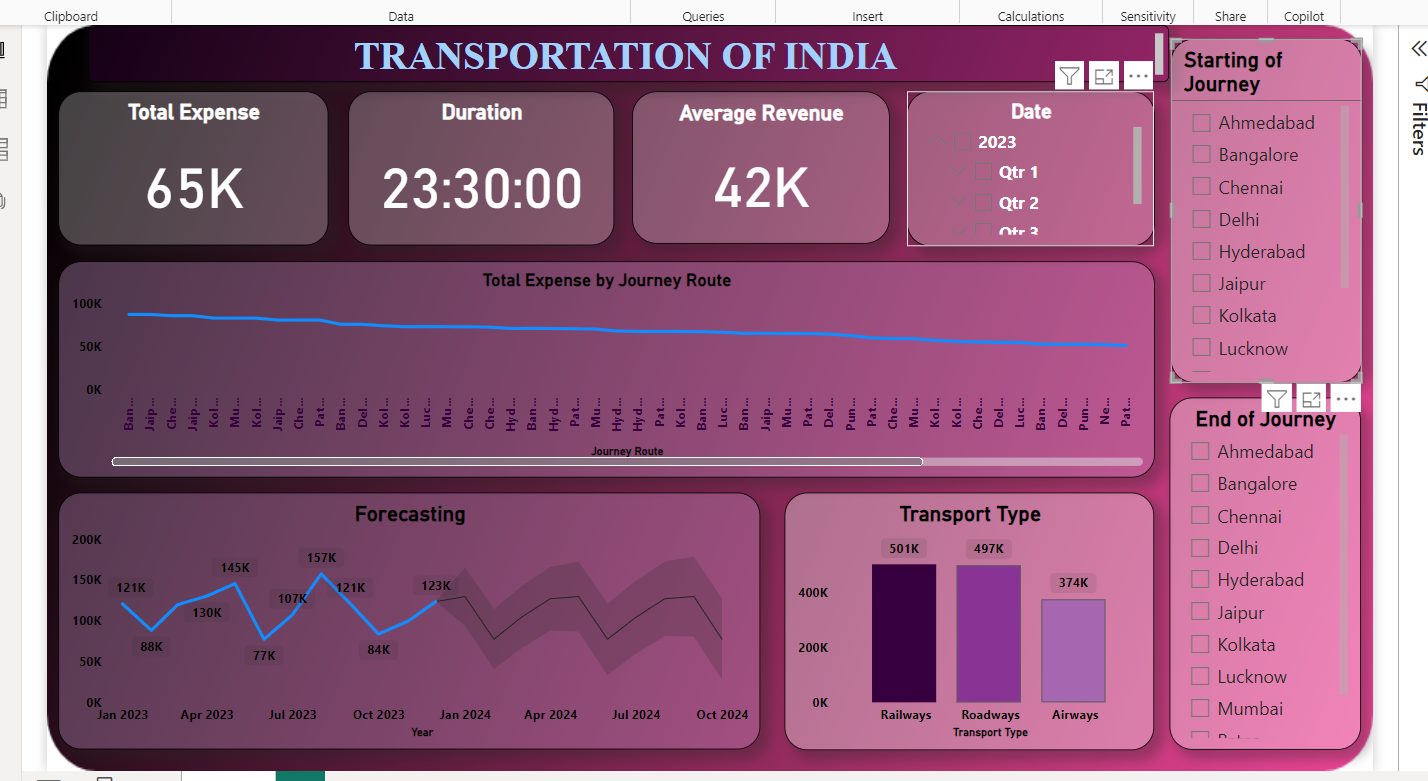 Clipboard
Data
Queries
Insert
Calculations
Sensitivity
Share
Copilot
TRANSPORTATION OF INDIA
Total Expense
65K
Duration
23:30:00
Average Revenue
42K
Date
2023
Qtr 1
Qtr 2
Qtr 3
Starting of
Journey
Ahmedabad
Bangalore
Chennai
Delhi
Hyderabad
Jaipur
Kolkata
Lucknow
Filters
Total Expense by Journey Route
100K
50K
0K
Ban...
Jaip...
Che...
Jaip...
Kol...
Mu...
Kol...
Jaip...
Che...
Pat...
Ban...
Del...
Kol...
Kol...
Luc...
Mu...
Che...
Che...
Hyd...
Ban...
Hyd...
Pat...
Mu...
Hyd...
Hyd...
Pat...
Kol...
Ban...
Luc...
Ban...
Jaip...
Mu...
Pat...
Del...
Pun...
Pat...
Che...
Mu...
Kol...
Kol...
Che...
Del...
Luc...
Ban...
Del...
Pun...
Ne...
Pat...
Journey Route
End of Journey
Ahmedabad
Bangalore
Chennai
Delhi
Hyderabad
Jaipur
Kolkata
Lucknow
Mumbai
Forecasting
200K
150K
100K
50K
0K
121K
88K
130K
145K
77K
107K
157K
121K
84K
123K
Jan 2023
Apr 2023
Jul 2023
Oct 2023
Jan 2024
Apr 2024
Jul 2024
Oct 2024
Year
Transport Type
400K
200K
0K
501K
497K
374K
Railways
Roadways
Airways
Transport Type